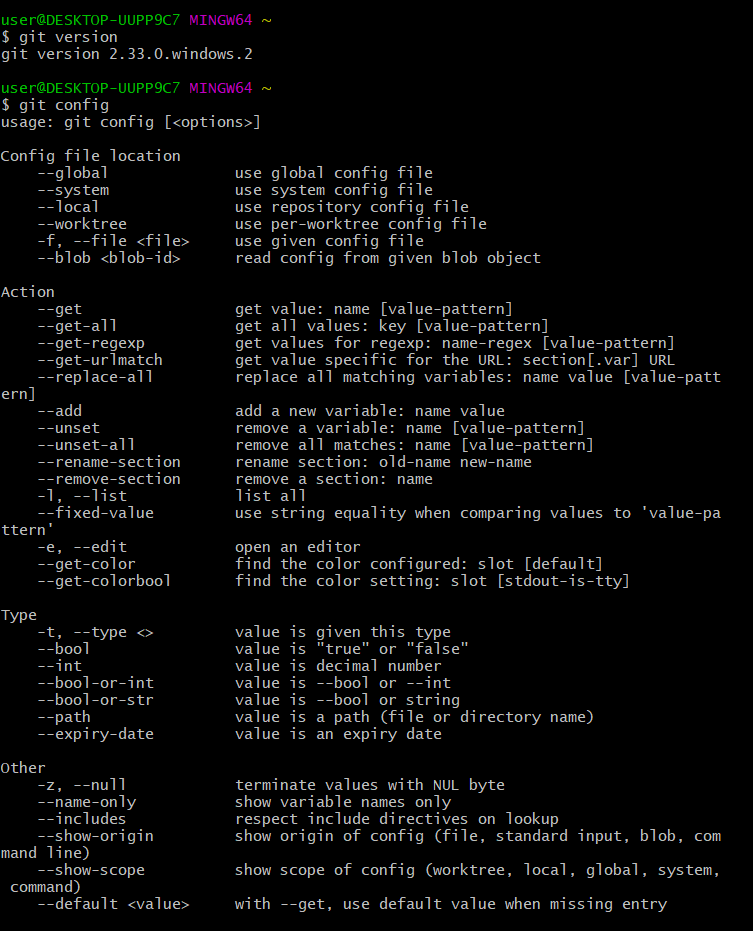 user@DESKTOP-UUPP9C7 MINGW64 ~
$ git version
git version 2.33.0.windows.2

user@DESKTOP-UUPP9C7 MINGW64 ~
$ git config
usage: git config [<options>]

Config file location
    --global              use global config file
    --system              use system config file
    --local               use repository config file
    --worktree            use per-worktree config file
    -f, --file <file>     use given config file
    --blob <blob-id>      read config from given blob object

Action
    --get                 get value: name [value-pattern]
    --get-all             get all values: key [value-pattern]
    --get-regexp          get values for regexp: name-regex [value-pattern]
    --get-urlmatch        get value specific for the URL: section[.var] URL
    --replace-all         replace all matching variables: name value [value-patt
ern]
    --add                 add a new variable: name value
    --unset               remove a variable: name [value-pattern]
    --unset-all           remove all matches: name [value-pattern]
    --rename-section      rename section: old-name new-name
    --remove-section      remove a section: name
    -l, --list            list all
    --fixed-value         use string equality when comparing values to 'value-pa
ttern'
    -e, --edit            open an editor
    --get-color           find the color configured: slot [default]
    --get-colorbool       find the color setting: slot [stdout-is-tty]

Type
    -t, --type <>         value is given this type
    --bool                value is "true" or "false"
    --int                 value is decimal number
    --bool-or-int         value is --bool or --int
    --bool-or-str         value is --bool or string
    --path                value is a path (file or directory name)
    --expiry-date         value is an expiry date

Other
    -z, --null            terminate values with NUL byte
    --name-only           show variable names only
    --includes            respect include directives on lookup
    --show-origin         show origin of config (file, standard input, blob, com
mand line)
    --show-scope          show scope of config (worktree, local, global, system,
 command)
    --default <value>     with --get, use default value when missing entry